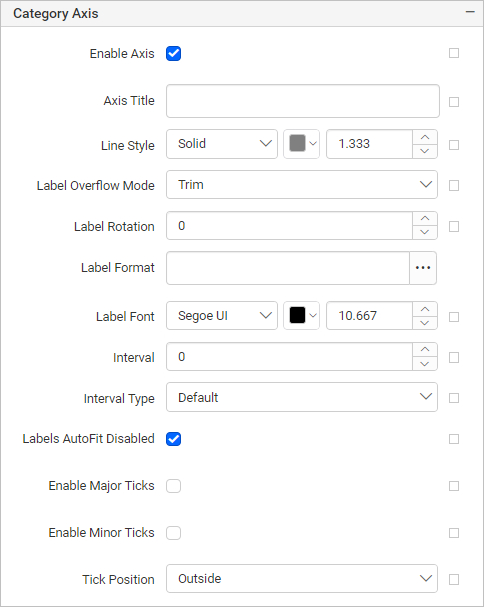 Category Axis
Enable Axis
Axis Title
Line Style Solid 1.333
Label Overflow Mode Trim
Label Rotation 0
Label Format ...
Label Font Segoe UI 10.667
Interval 0
Interval Type Default
Labels AutoFit Disabled
Enable Major Ticks
Enable Minor Ticks
Tick Position Outside